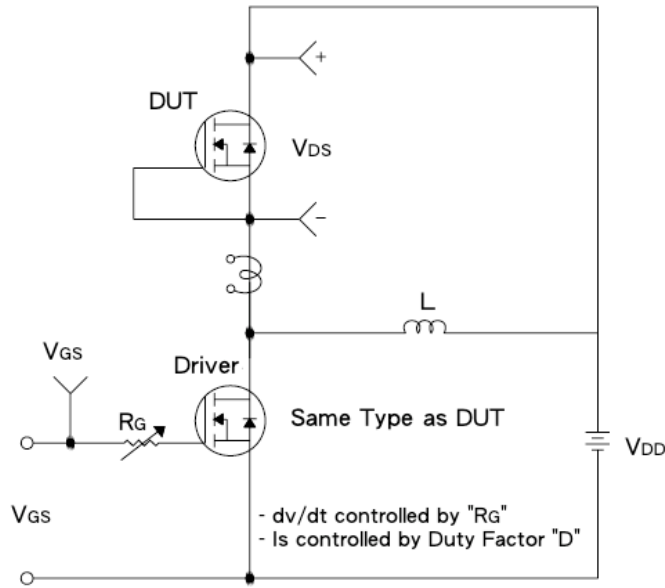 +
DUT
VDS
-
L
VGS
Driver
RG
Same Type as DUT
VDD
VGS
- dv/dt controlled by "RG"
- Is controlled by Duty Factor "D"